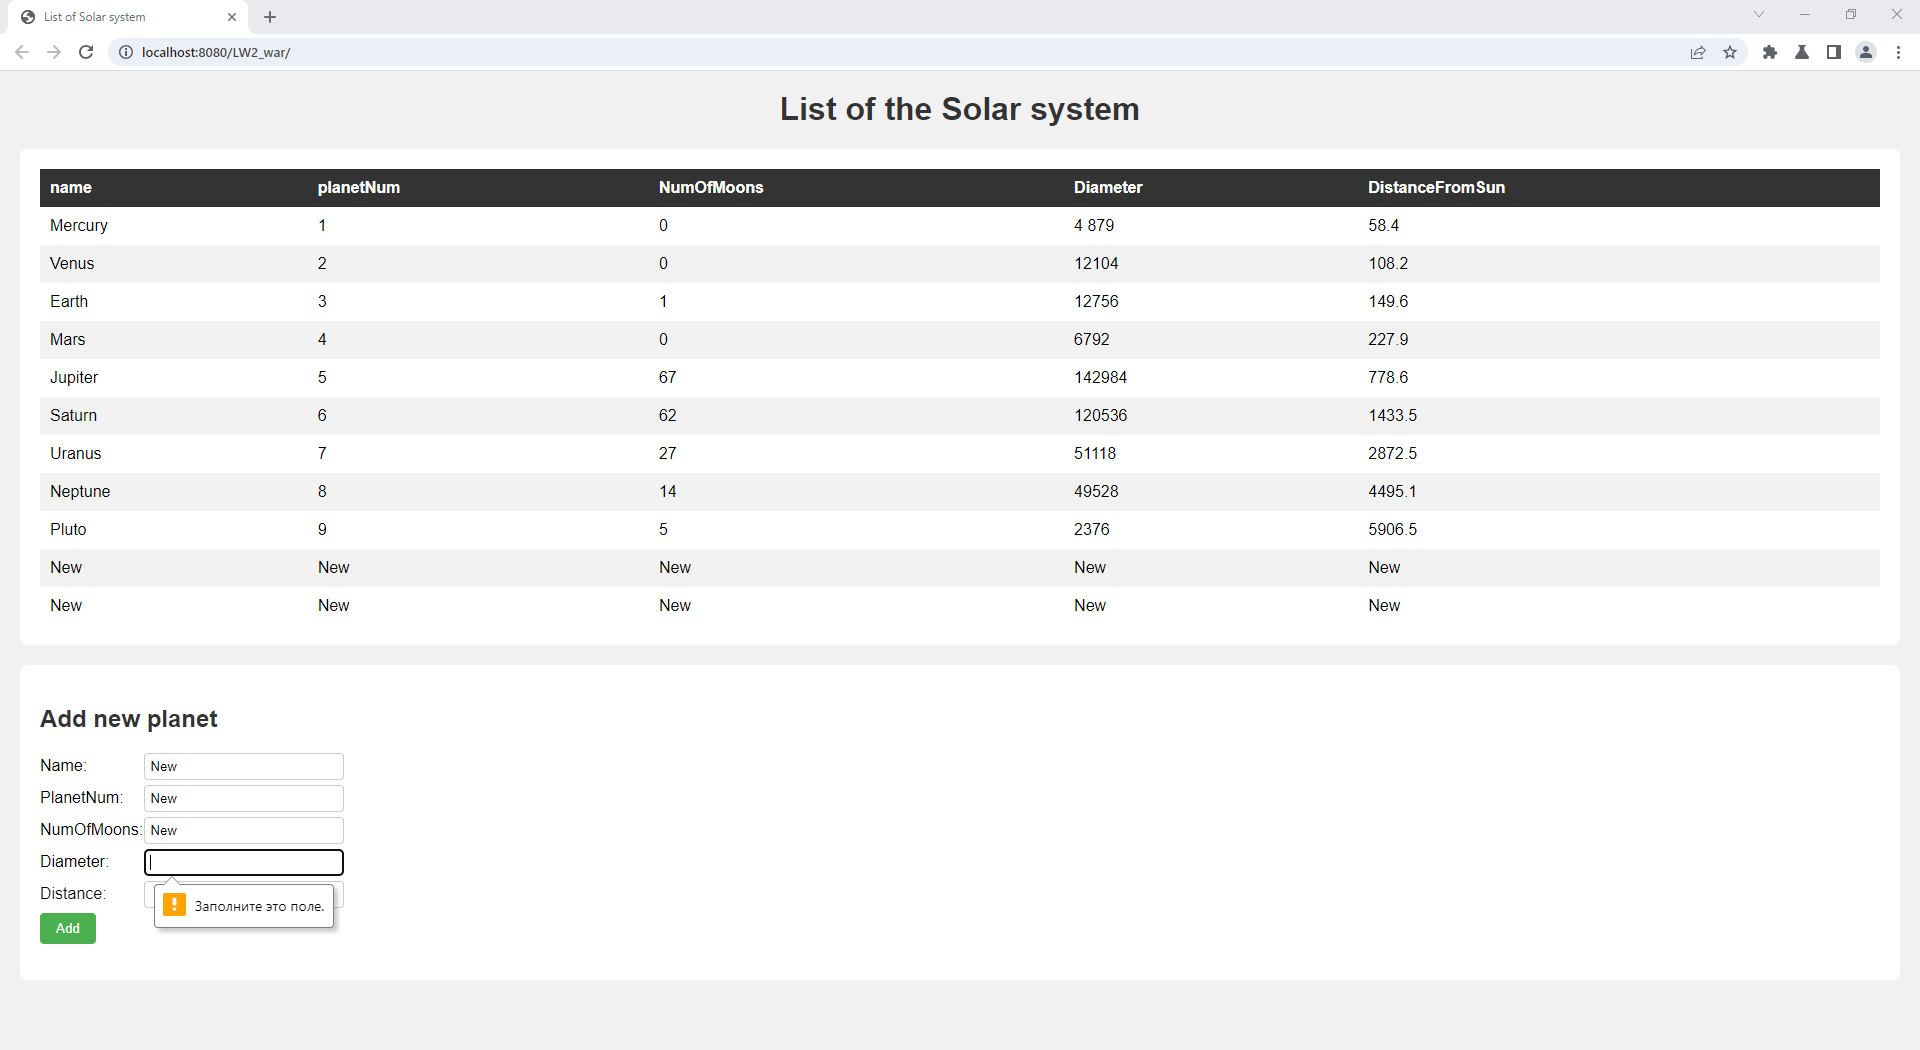 List of Solar system
localhost:8080/LW2_war/
List of the Solar system
name planetNum NumOfMoons Diameter DistanceFromSun
Mercury 1 0 4 879 58.4
Venus 2 0 12104 108.2
Earth 3 1 12756 149.6
Mars 4 0 6792 227.9
Jupiter 5 67 142984 778.6
Saturn 6 62 120536 1433.5
Uranus 7 27 51118 2872.5
Neptune 8 14 49528 4495.1
Pluto 9 5 2376 5906.5
New New New New New
New New New New New
Add new planet
Name: New
PlanetNum: New
NumOfMoons: New
Diameter:
Distance:
Заполните это поле.
Add